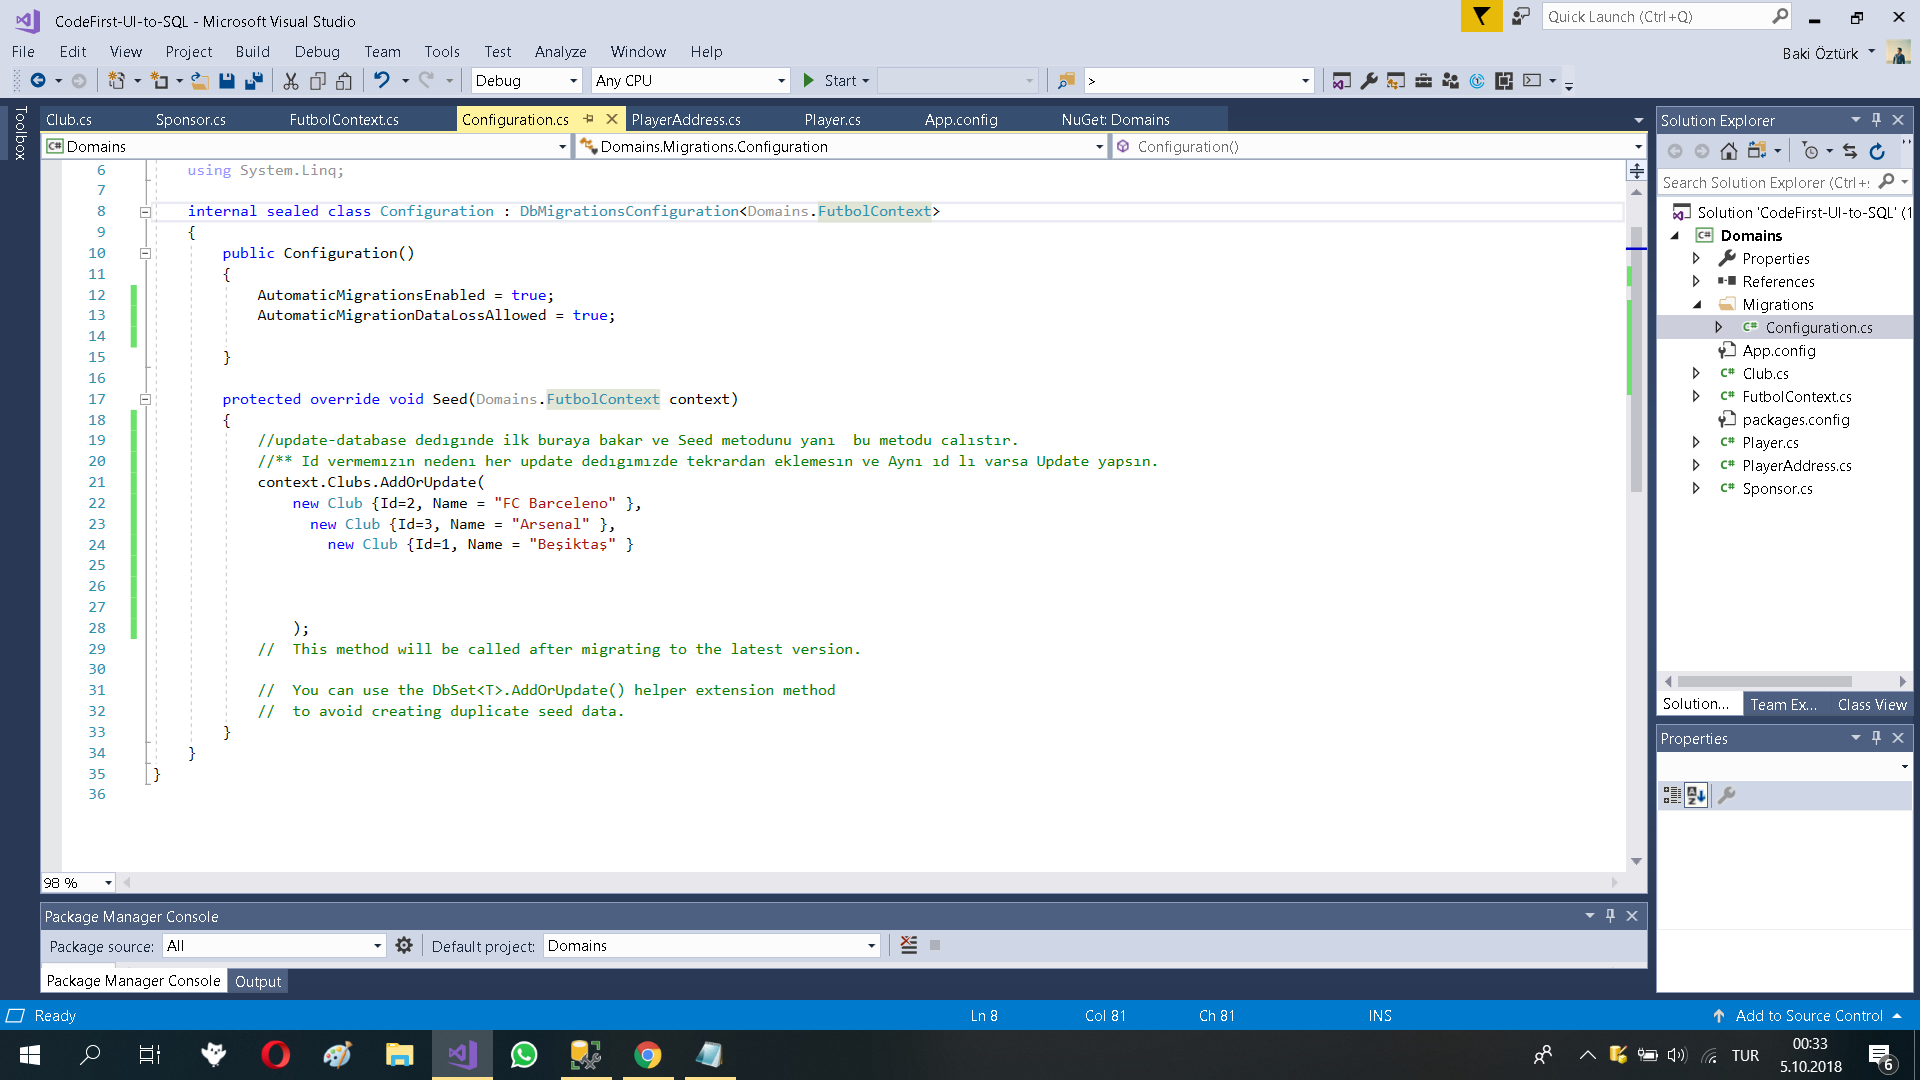 CodeFirst-UI-to-SQL - Microsoft Visual Studio
Quick Launch (Ctrl+Q)
File Edit View Project Build Debug Team Tools Test Analyze Window Help
Baki Öztürk
Debug Any CPU Start >
Toolbox
Club.cs Sponsor.cs FutbolContext.cs Configuration.cs PlayerAddress.cs Player.cs App.config NuGet: Domains
C# Domains Domains.Migrations.Configuration Configuration()
6 using System.Linq;
7
8 internal sealed class Configuration : DbMigrationsConfiguration<Domains.FutbolContext>
9 {
10 public Configuration()
11 {
12 AutomaticMigrationsEnabled = true;
13 AutomaticMigrationDataLossAllowed = true;
14
15 }
16
17 protected override void Seed(Domains.FutbolContext context)
18 {
19 //update-database dedıgınde ilk buraya bakar ve Seed metodunu yanı  bu metodu calıstır.
20 //** Id vermemızın nedenı her update dedıgımızde tekrardan eklemesın ve Aynı ıd lı varsa Update yapsın.
21 context.Clubs.AddOrUpdate(
22 new Club {Id=2, Name = "FC Barceleno" },
23 new Club {Id=3, Name = "Arsenal" },
24 new Club {Id=1, Name = "Beşiktaş" }
25
26
27
28 );
29 //  This method will be called after migrating to the latest version.
30
31 //  You can use the DbSet<T>.AddOrUpdate() helper extension method
32 //  to avoid creating duplicate seed data.
33 }
34 }
35 }
36
98 %
Solution Explorer
Search Solution Explorer (Ctrl+ş
Solution 'CodeFirst-UI-to-SQL' (1
C# Domains
Properties
References
Migrations
C# Configuration.cs
App.config
C# Club.cs
C# FutbolContext.cs
packages.config
C# Player.cs
C# PlayerAddress.cs
C# Sponsor.cs
Solution... Team Ex... Class View
Properties
Package Manager Console
Package source: All Default project: Domains
Package Manager Console Output
Ready Ln 8 Col 81 Ch 81 INS Add to Source Control
TUR 00:33
5.10.2018
6